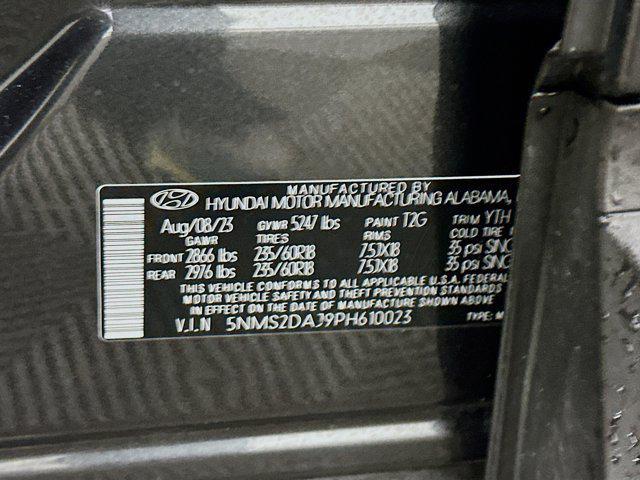 MANUFACTURED BY
HYUNDAI MOTOR MANUFACTURING ALABAMA,
Aug/08/23 GVWR 5247 lbs PAINT T2G TRIM YTH
GAWR TIRES RIMS COLD TIRE
FRONT 2866 lbs 235/60R18 7.5JX18 35 psi SING
REAR 2976 lbs 235/60R18 7.5JX18 35 psi SING
THIS VEHICLE CONFORMS TO ALL APPLICABLE U.S.A. FEDERAL
MOTOR VEHICLE SAFETY AND THEFT PREVENTION STANDARDS
IN EFFECT ON THE DATE OF MANUFACTURE SHOWN ABOVE
V.I.N 5NMS2DAJ9PH610023 TYPE: M